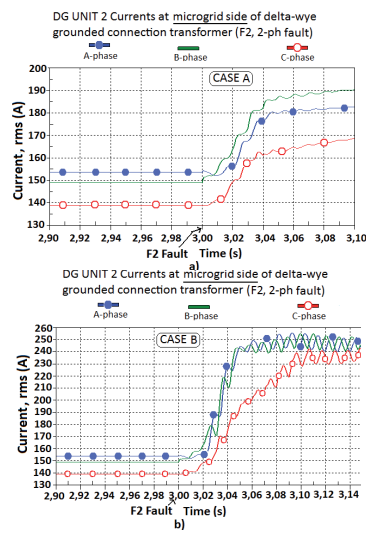 DG UNIT 2 Currents at microgrid side of delta-wye
grounded connection transformer (F2, 2-ph fault)
A-phase B-phase C-phase
CASE A
Current, rms (A)
200
190
180
170
160
150
140
130
2,90 2,92 2,94 2,96 2,98 3,00 3,02 3,04 3,06 3,08 3,10
F2 Fault Time (s)
a)
DG UNIT 2 Currents at microgrid side of delta-wye
grounded connection transformer (F2, 2-ph fault)
A-phase B-phase C-phase
CASE B
Current, rms (A)
260
250
240
230
220
210
200
190
180
170
160
150
140
130
2,90 2,92 2,94 2,96 2,98 3,00 3,02 3,04 3,06 3,08 3,10 3,12 3,14
F2 Fault Time (s)
b)